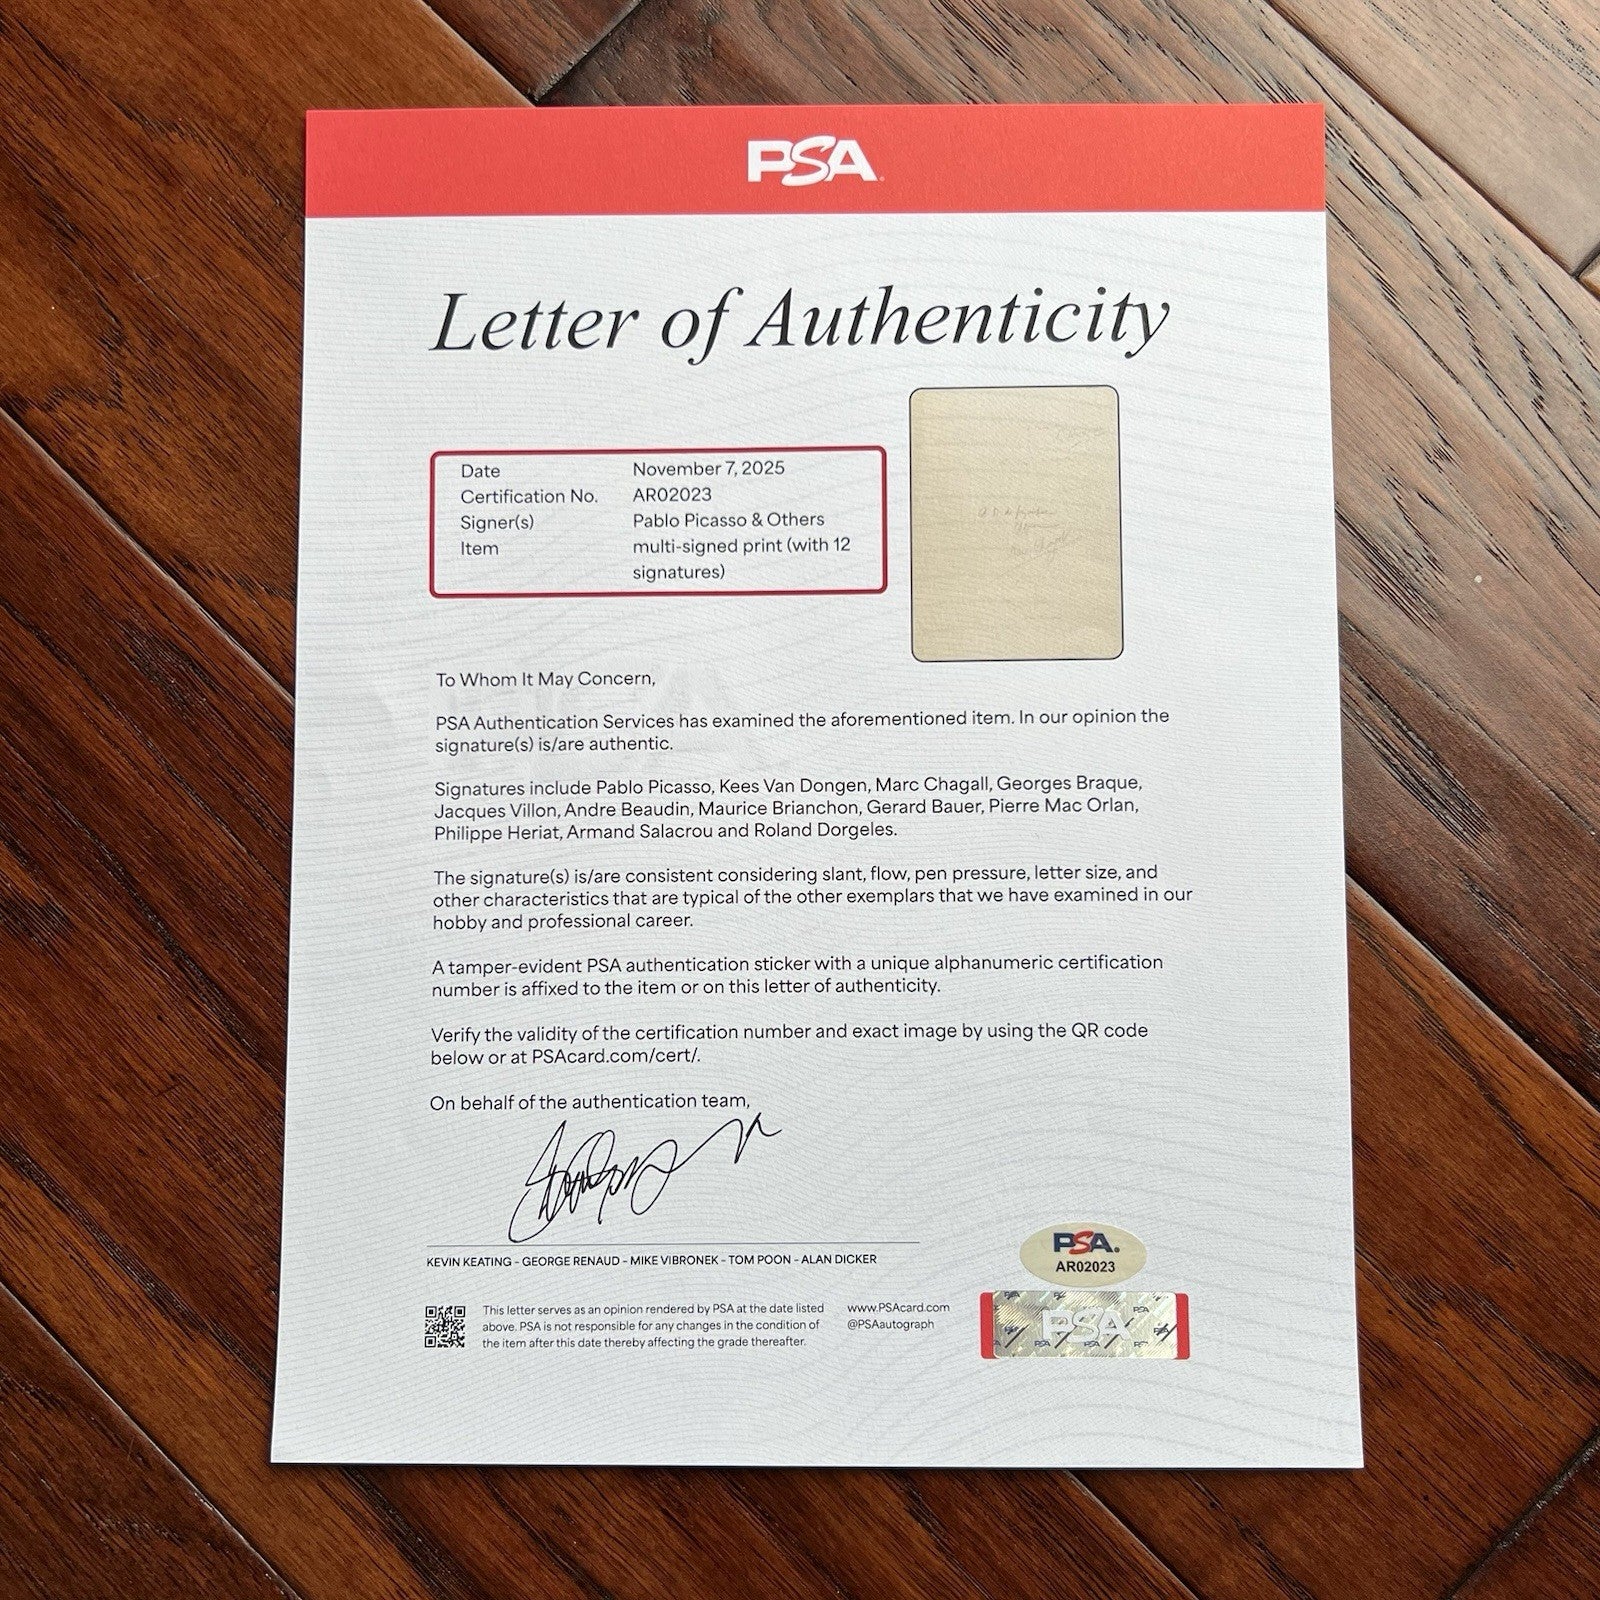 PSA
Letter of Authenticity
Date November 7, 2025
Certification No. AR02023
Signer(s) Pablo Picasso & Others
Item multi-signed print (with 12
signatures)
To Whom It May Concern,
PSA Authentication Services has examined the aforementioned item. In our opinion the
signature(s) is/are authentic.
Signatures include Pablo Picasso, Kees Van Dongen, Marc Chagall, Georges Braque,
Jacques Villon, Andre Beaudin, Maurice Brianchon, Gerard Bauer, Pierre Mac Orlan,
Philippe Heriat, Armand Salacrou and Roland Dorgeles.
The signature(s) is/are consistent considering slant, flow, pen pressure, letter size, and
other characteristics that are typical of the other exemplars that we have examined in our
hobby and professional career.
A tamper-evident PSA authentication sticker with a unique alphanumeric certification
number is affixed to the item or on this letter of authenticity.
Verify the validity of the certification number and exact image by using the QR code
below or at PSAcard.com/cert/.
On behalf of the authentication team,
KEVIN KEATING - GEORGE RENAUD - MIKE VIBRONEK - TOM POON - ALAN DICKER
This letter serves as an opinion rendered by PSA at the date listed
above. PSA is not responsible for any changes in the condition of
the item after this date thereby affecting the grade thereafter.
www.PSAcard.com
@PSAautograph
PSA
AR02023
PSA